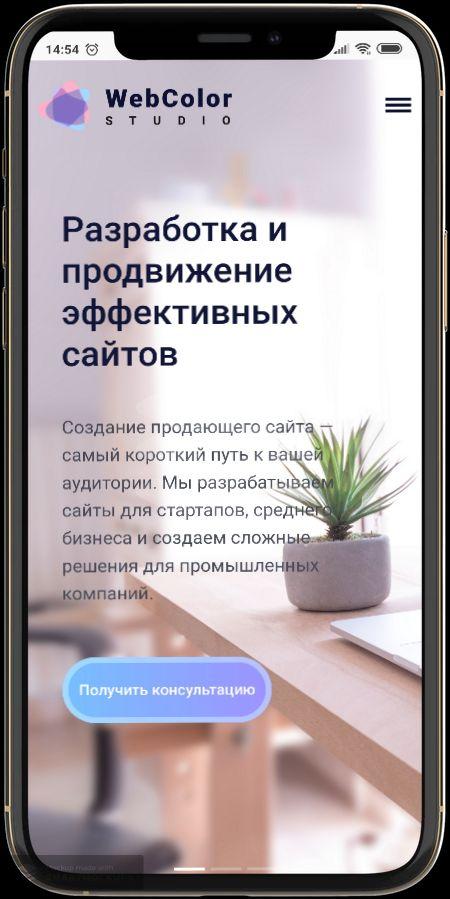 14:54
WebColor
STUDIO
Разработка и
продвижение
эффективных
сайтов
Создание продающего сайта —
самый короткий путь к вашей
аудитории. Мы разрабатываем
сайты для стартапов, среднего
бизнеса и создаем сложные
решения для промышленных
компаний.
Получить консультацию
mockup made with